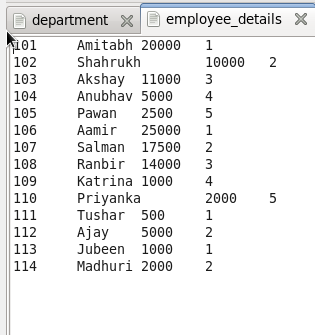 department employee_details
101 Amitabh 20000 1
102 Shahrukh 10000 2
103 Akshay 11000 3
104 Anubhav 5000 4
105 Pawan 2500 5
106 Aamir 25000 1
107 Salman 17500 2
108 Ranbir 14000 3
109 Katrina 1000 4
110 Priyanka 2000 5
111 Tushar 500 1
112 Ajay 5000 2
113 Jubeen 1000 1
114 Madhuri 2000 2